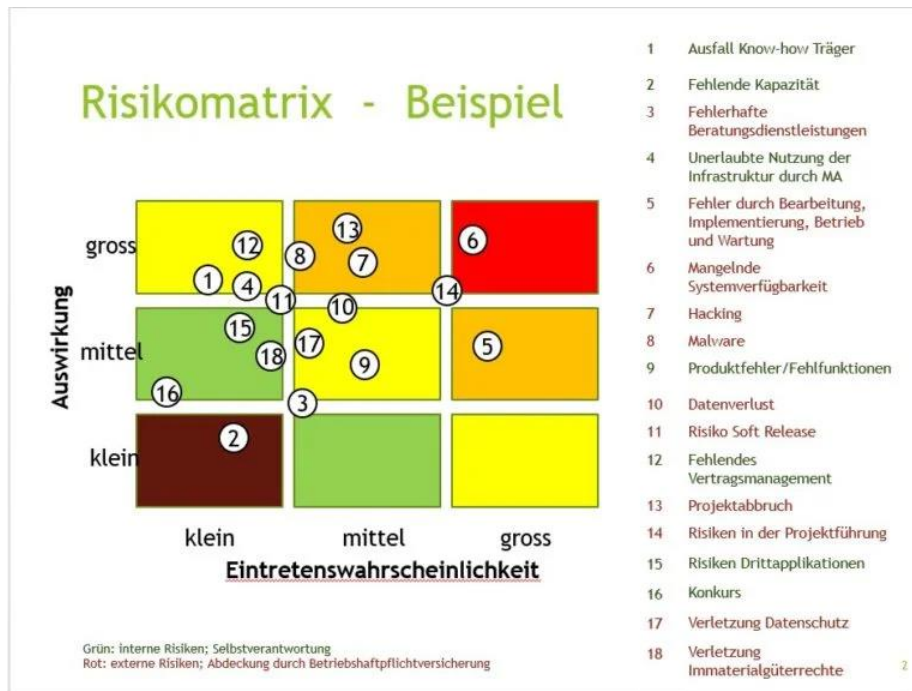 Risikomatrix - Beispiel
Auswirkung
gross
mittel
klein
12
13
5
8
7
6
1
4
11
14
10
15
18
17
9
5
16
3
2
klein
mittel
gross
Eintretenswahrscheinlichkeit
1 Ausfall Know-how Träger
2 Fehlende Kapazität
3 Fehlerhafte
Beratungsdienstleistungen
4 Unerlaubte Nutzung der
Infrastruktur durch MA
5 Fehler durch Bearbeitung,
Implementierung, Betrieb
und Wartung
6 Mangelnde
Systemverfügbarkeit
7 Hacking
8 Malware
9 Produktfehler/Fehlfunktionen
10 Datenverlust
11 Risiko Soft Release
12 Fehlendes
Vertragsmanagement
13 Projektabbruch
14 Risiken in der Projektführung
15 Risiken Drittapplikationen
16 Konkurs
17 Verletzung Datenschutz
18 Verletzung
Immaterialgüterrechte
Grün: interne Risiken; Selbstverantwortung
Rot: externe Risiken; Abdeckung durch Betriebshaftpflichtversicherung
2